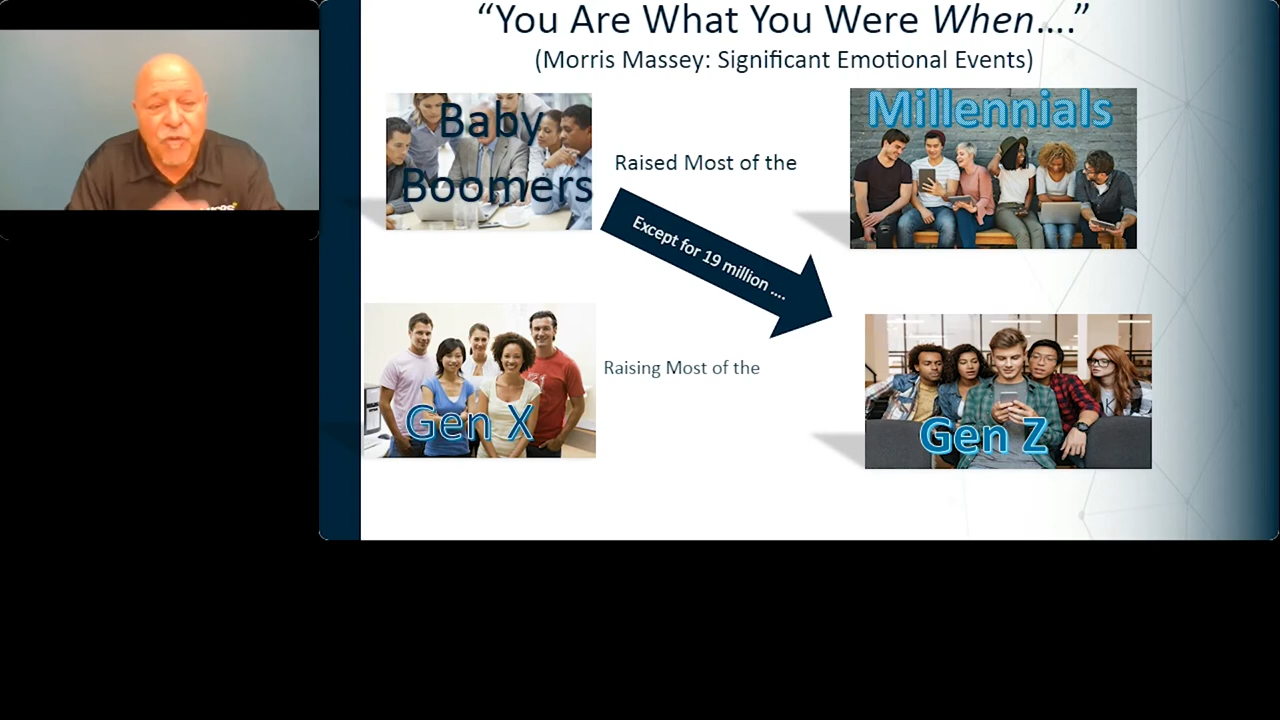 “You Are What You Were When....”
(Morris Massey: Significant Emotional Events)
Baby
Boomers
Raised Most of the
Millennials
Except for 19 million ....
Gen X
Raising Most of the
Gen Z